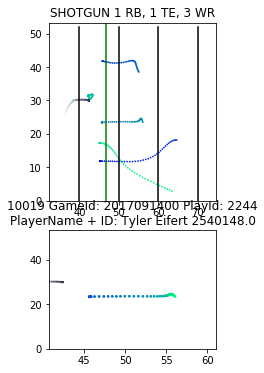 SHOTGUN 1 RB, 1 TE, 3 WR
50
40
30
20
10
0
40 50 60 70
10019 GameId: 2017091400 PlayId: 2244
PlayerName + ID: Tyler Eifert 2540148.0
40
20
0
45 50 55 60